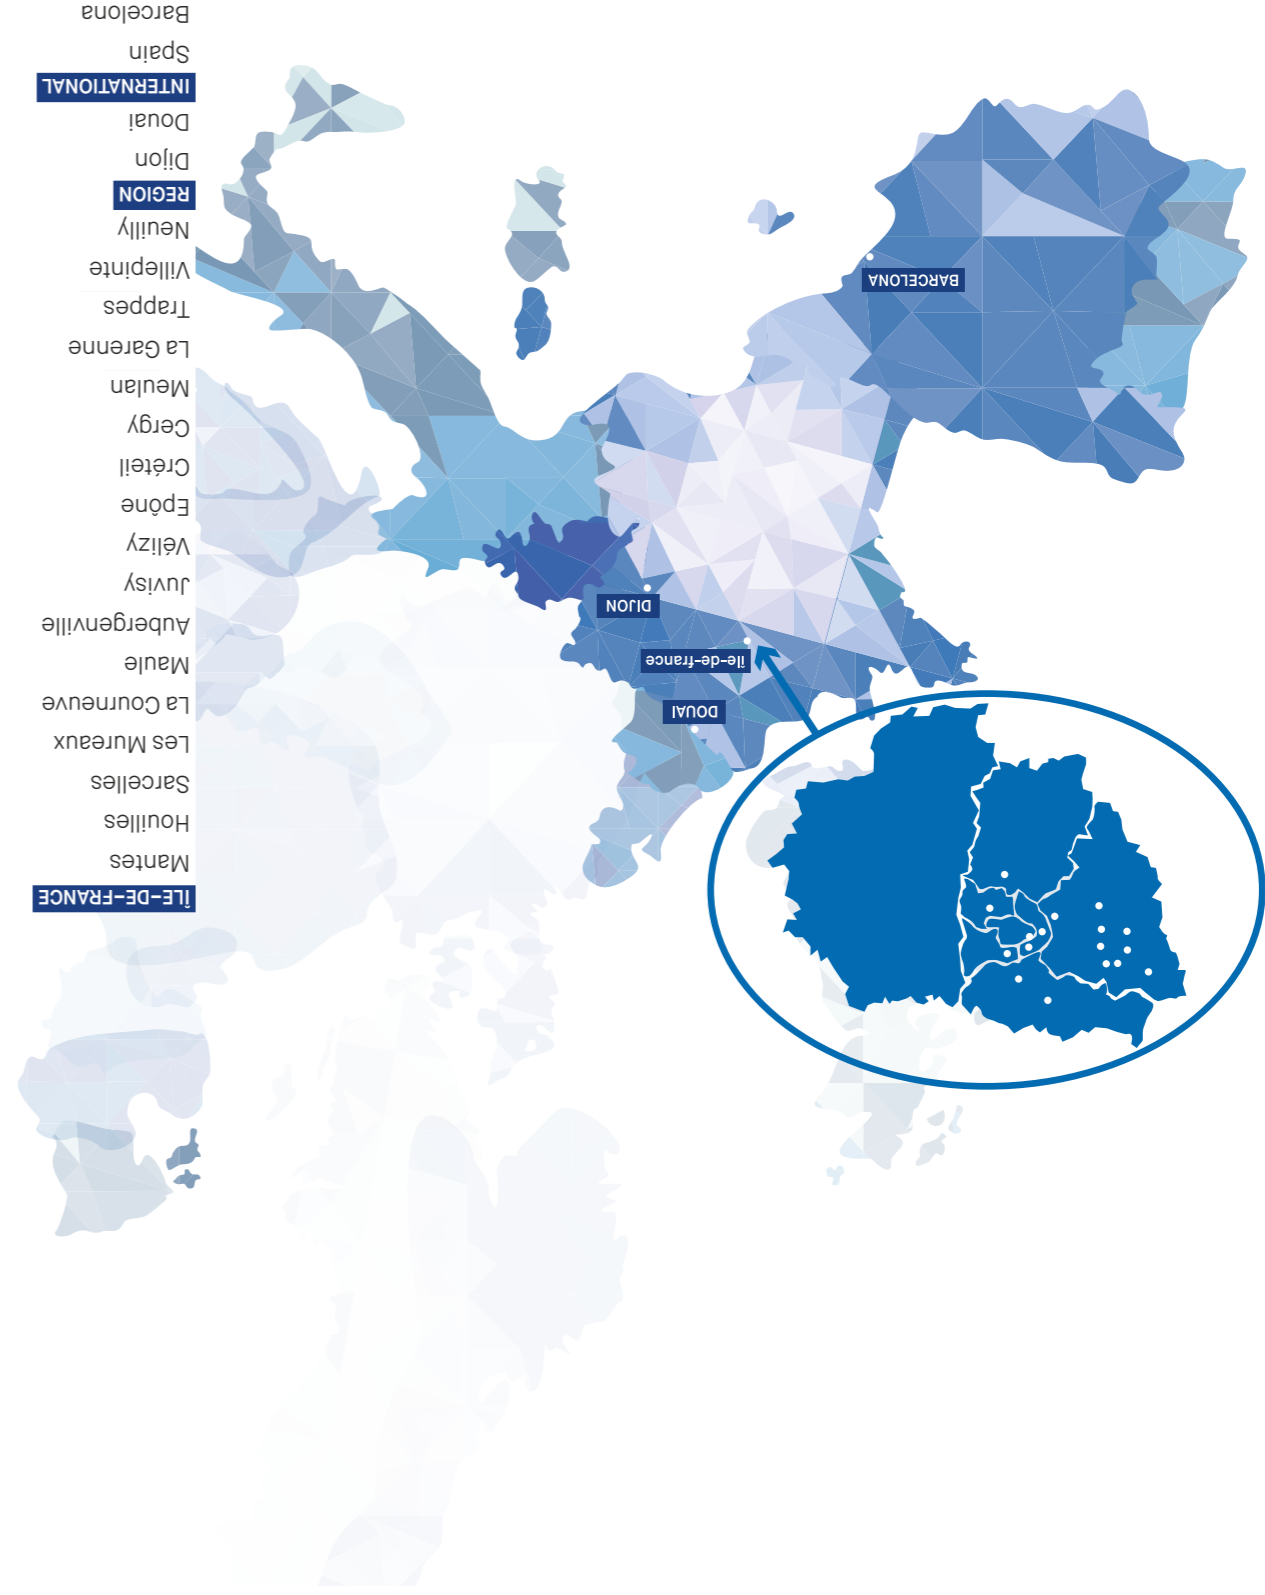 ÎLE-DE-FRANCE
Mantes
Houilles
Sarcelles
Les Mureaux
La Courneuve
Maule
Aubergenville
Juvisy
Vélizy
Epône
Créteil
Cergy
Meulan
La Garenne
Trappes
Villepinte
Neuilly
REGION
Dijon
Douai
INTERNATIONAL
Spain
Barcelona
DOUAI
île-de-france
DIJON
BARCELONA